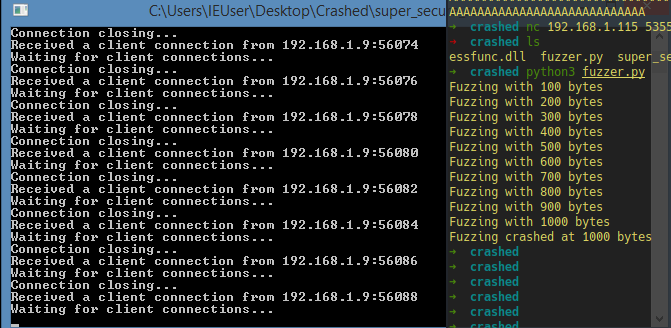 C:\Users\IEUser\Desktop\Crashed\super_secu
Connection closing...
Received a client connection from 192.168.1.9:56074
Waiting for client connections...
Connection closing...
Received a client connection from 192.168.1.9:56076
Waiting for client connections...
Connection closing...
Received a client connection from 192.168.1.9:56078
Waiting for client connections...
Connection closing...
Received a client connection from 192.168.1.9:56080
Waiting for client connections...
Connection closing...
Received a client connection from 192.168.1.9:56082
Waiting for client connections...
Connection closing...
Received a client connection from 192.168.1.9:56084
Waiting for client connections...
Connection closing...
Received a client connection from 192.168.1.9:56086
Waiting for client connections...
Connection closing...
Received a client connection from 192.168.1.9:56088
Waiting for client connections...
AAAAAAAAAAAAAAAAAAAAAAAAAAAA
→ crashed nc 192.168.1.115 5355
→ crashed ls
essfunc.dll fuzzer.py super_se
→ crashed python3 fuzzer.py
Fuzzing with 100 bytes
Fuzzing with 200 bytes
Fuzzing with 300 bytes
Fuzzing with 400 bytes
Fuzzing with 500 bytes
Fuzzing with 600 bytes
Fuzzing with 700 bytes
Fuzzing with 800 bytes
Fuzzing with 900 bytes
Fuzzing with 1000 bytes
Fuzzing crashed at 1000 bytes
→ crashed
→ crashed
→ crashed
→ crashed
→ crashed
→ crashed